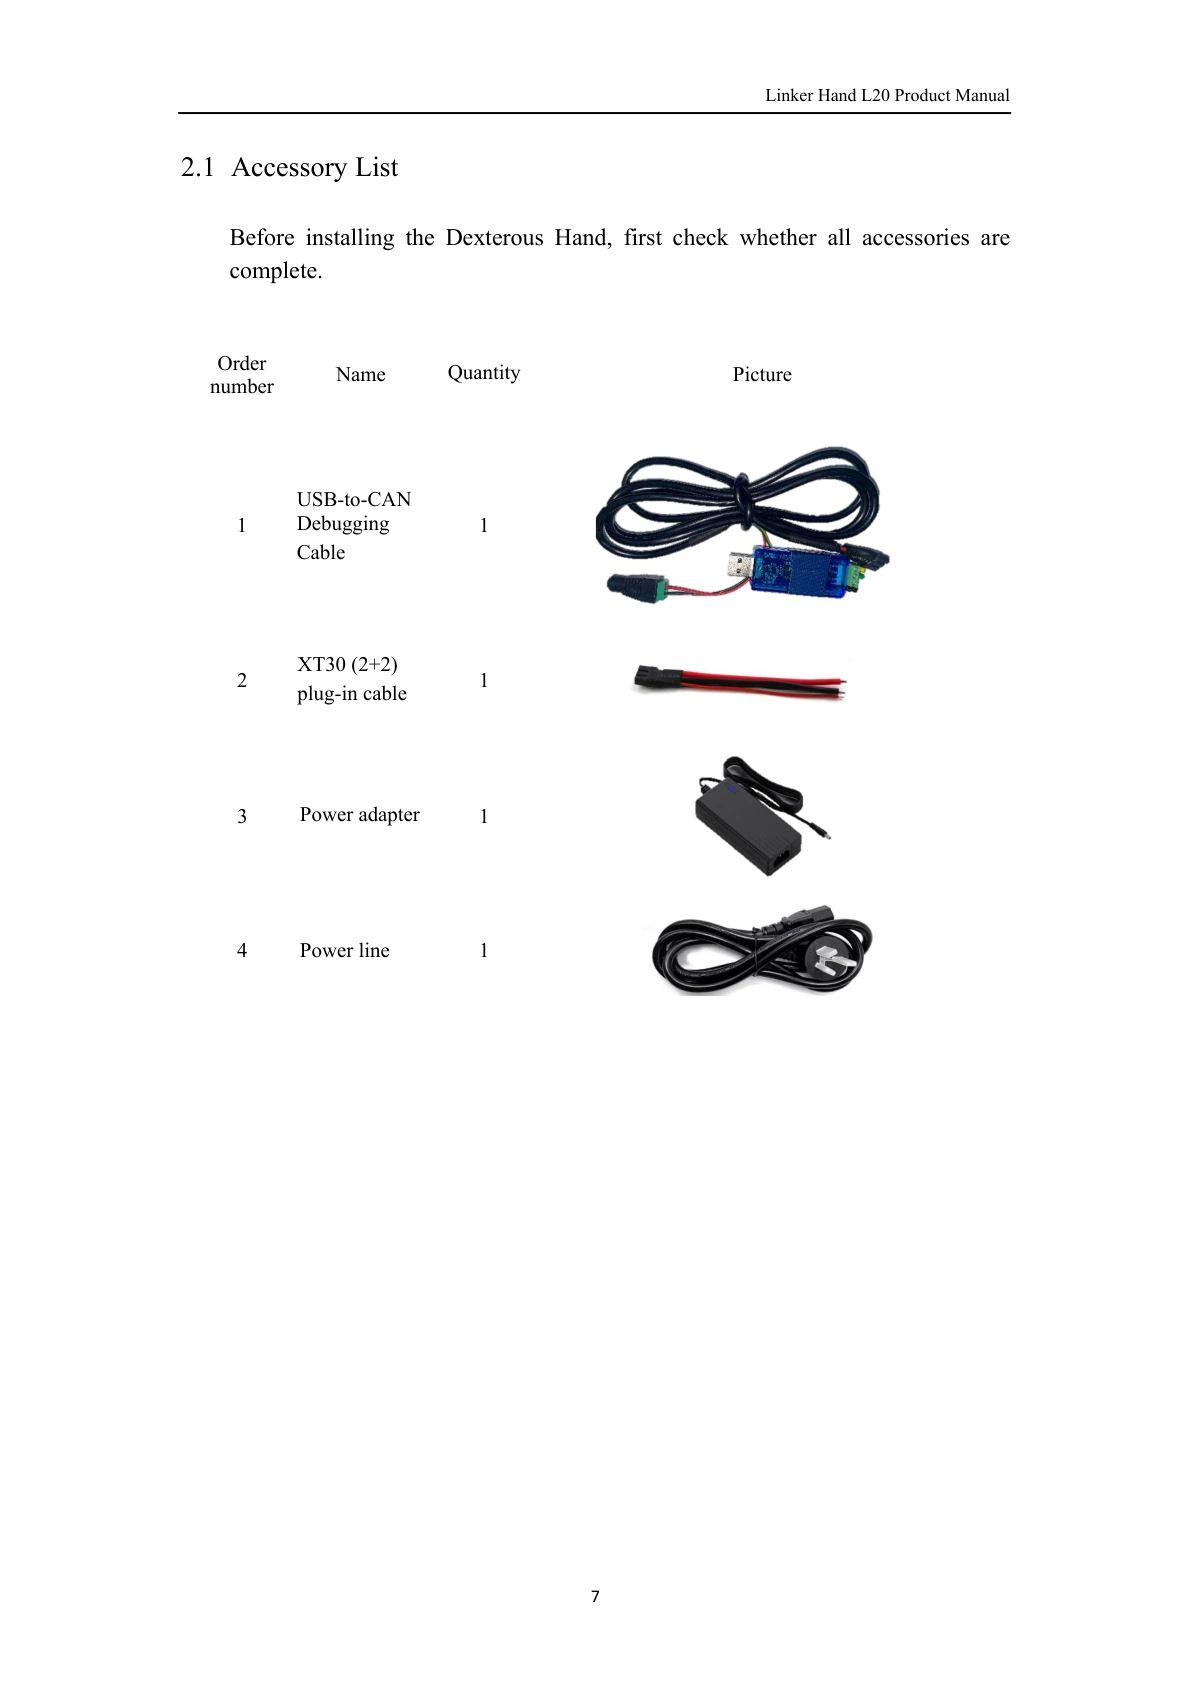 Linker Hand L20 Product Manual
2.1 Accessory List
Before installing the Dexterous Hand, first check whether all accessories are
complete.
Order
number
Name
Quantity
Picture
1
USB-to-CAN
Debugging
Cable
1
2
XT30 (2+2)
plug-in cable
1
3
Power adapter
1
4
Power line
1
7